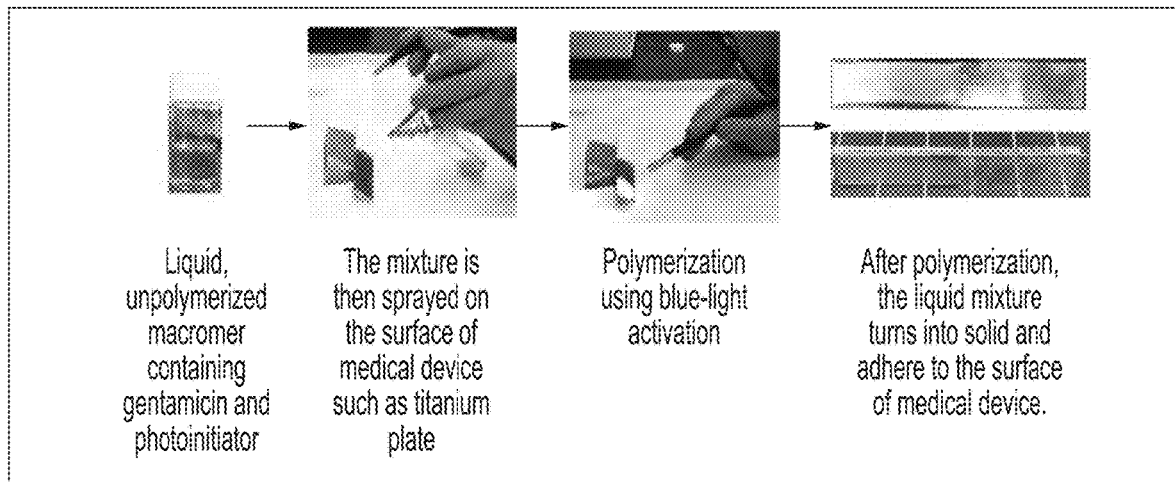 Liquid,
unpolymerized
macromer
containing
gentamicin and
photoinitiator
The mixture is
then sprayed on
the surface of
medical device
such as titanium
plate
Polymerization
using blue-light
activation
After polymerization,
the liquid mixture
turns into solid and
adhere to the surface
of medical device.